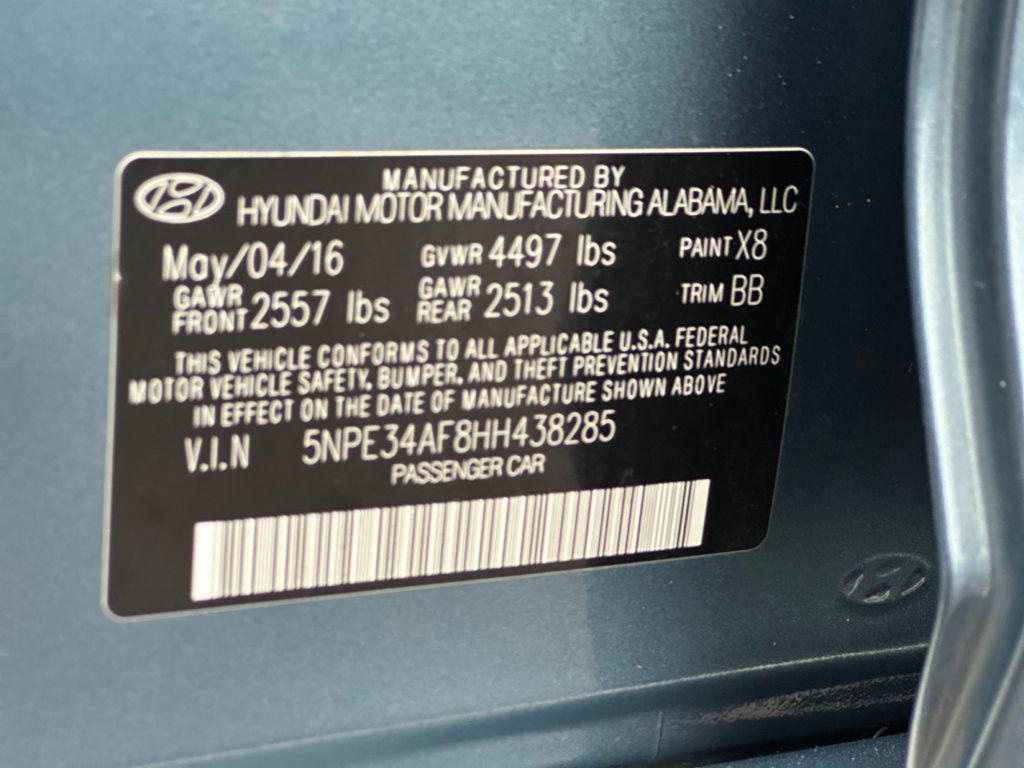 MANUFACTURED BY
HYUNDAI MOTOR MANUFACTURING ALABAMA, LLC
May/04/16 GVWR 4497 lbs PAINT X8
GAWR FRONT 2557 lbs GAWR REAR 2513 lbs TRIM BB
THIS VEHICLE CONFORMS TO ALL APPLICABLE U.S.A. FEDERAL
MOTOR VEHICLE SAFETY, BUMPER, AND THEFT PREVENTION STANDARDS
IN EFFECT ON THE DATE OF MANUFACTURE SHOWN ABOVE
V.I.N 5NPE34AF8HH438285
PASSENGER CAR